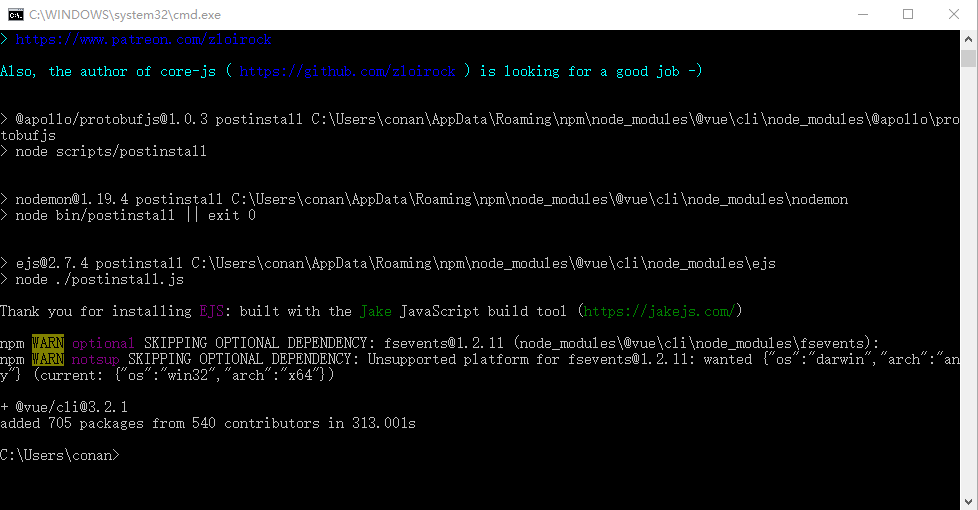 C:\WINDOWS\system32\cmd.exe
> https://www.patreon.com/zloirock
Also, the author of core-js ( https://github.com/zloirock ) is looking for a good job -)
> @apollo/protobufjs@1.0.3 postinstall C:\Users\conan\AppData\Roaming\npm\node_modules\@vue\cli\node_modules\@apollo\pro
tobufjs
> node scripts/postinstall
> nodemon@1.19.4 postinstall C:\Users\conan\AppData\Roaming\npm\node_modules\@vue\cli\node_modules\nodemon
> node bin/postinstall || exit 0
> ejs@2.7.4 postinstall C:\Users\conan\AppData\Roaming\npm\node_modules\@vue\cli\node_modules\ejs
> node ./postinstall.js
Thank you for installing EJS: built with the Jake JavaScript build tool (https://jakejs.com/)
npm WARN optional SKIPPING OPTIONAL DEPENDENCY: fsevents@1.2.11 (node_modules\@vue\cli\node_modules\fsevents):
npm WARN notsup SKIPPING OPTIONAL DEPENDENCY: Unsupported platform for fsevents@1.2.11: wanted {"os":"darwin","arch":"an
y"} (current: {"os":"win32","arch":"x64"})
+ @vue/cli@3.2.1
added 705 packages from 540 contributors in 313.001s
C:\Users\conan>